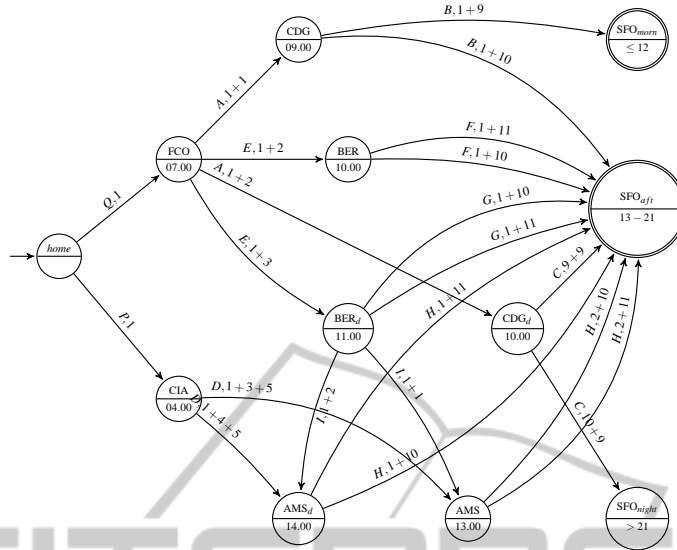 B, 1+9
CDG
09.00
SFO_morn
≤ 12
B, 1+10
A, 1+1
FCO
07.00
E, 1+2
BER
10.00
F, 1+11
F, 1+10
A, 1+2
SFO_aft
13 − 21
G, 1+10
G, 1+11
Q, 1
home
E, 1+3
H, 1+11
C, 9+9
BER_d
11.00
CDG_d
10.00
H, 2+10
H, 2+11
P, 1
I, 1+2
I, 1+1
CIA
04.00
D, 1+3+5
D, 1+4+5
C, 10+9
H, 1+10
AMS_d
14.00
AMS
13.00
SFO_night
> 21